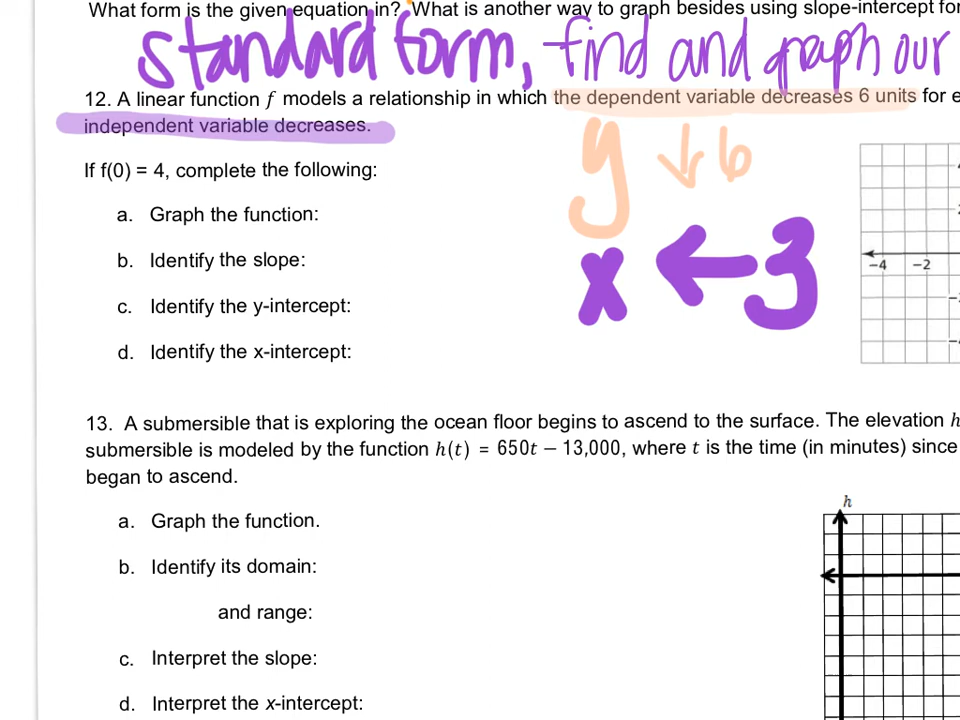 What form is the given equation in? What is another way to graph besides using slope-intercept for
standard form, find and graph our
12. A linear function f models a relationship in which the dependent variable decreases 6 units for e
independent variable decreases.
y ↓ 6
If f(0) = 4, complete the following:
a. Graph the function:
x ← 3
b. Identify the slope:
-4 -2
c. Identify the y-intercept:
d. Identify the x-intercept:
13. A submersible that is exploring the ocean floor begins to ascend to the surface. The elevation h
submersible is modeled by the function h(t) = 650t − 13,000, where t is the time (in minutes) since
began to ascend.
h
a. Graph the function.
b. Identify its domain:
and range:
c. Interpret the slope:
d. Interpret the x-intercept: